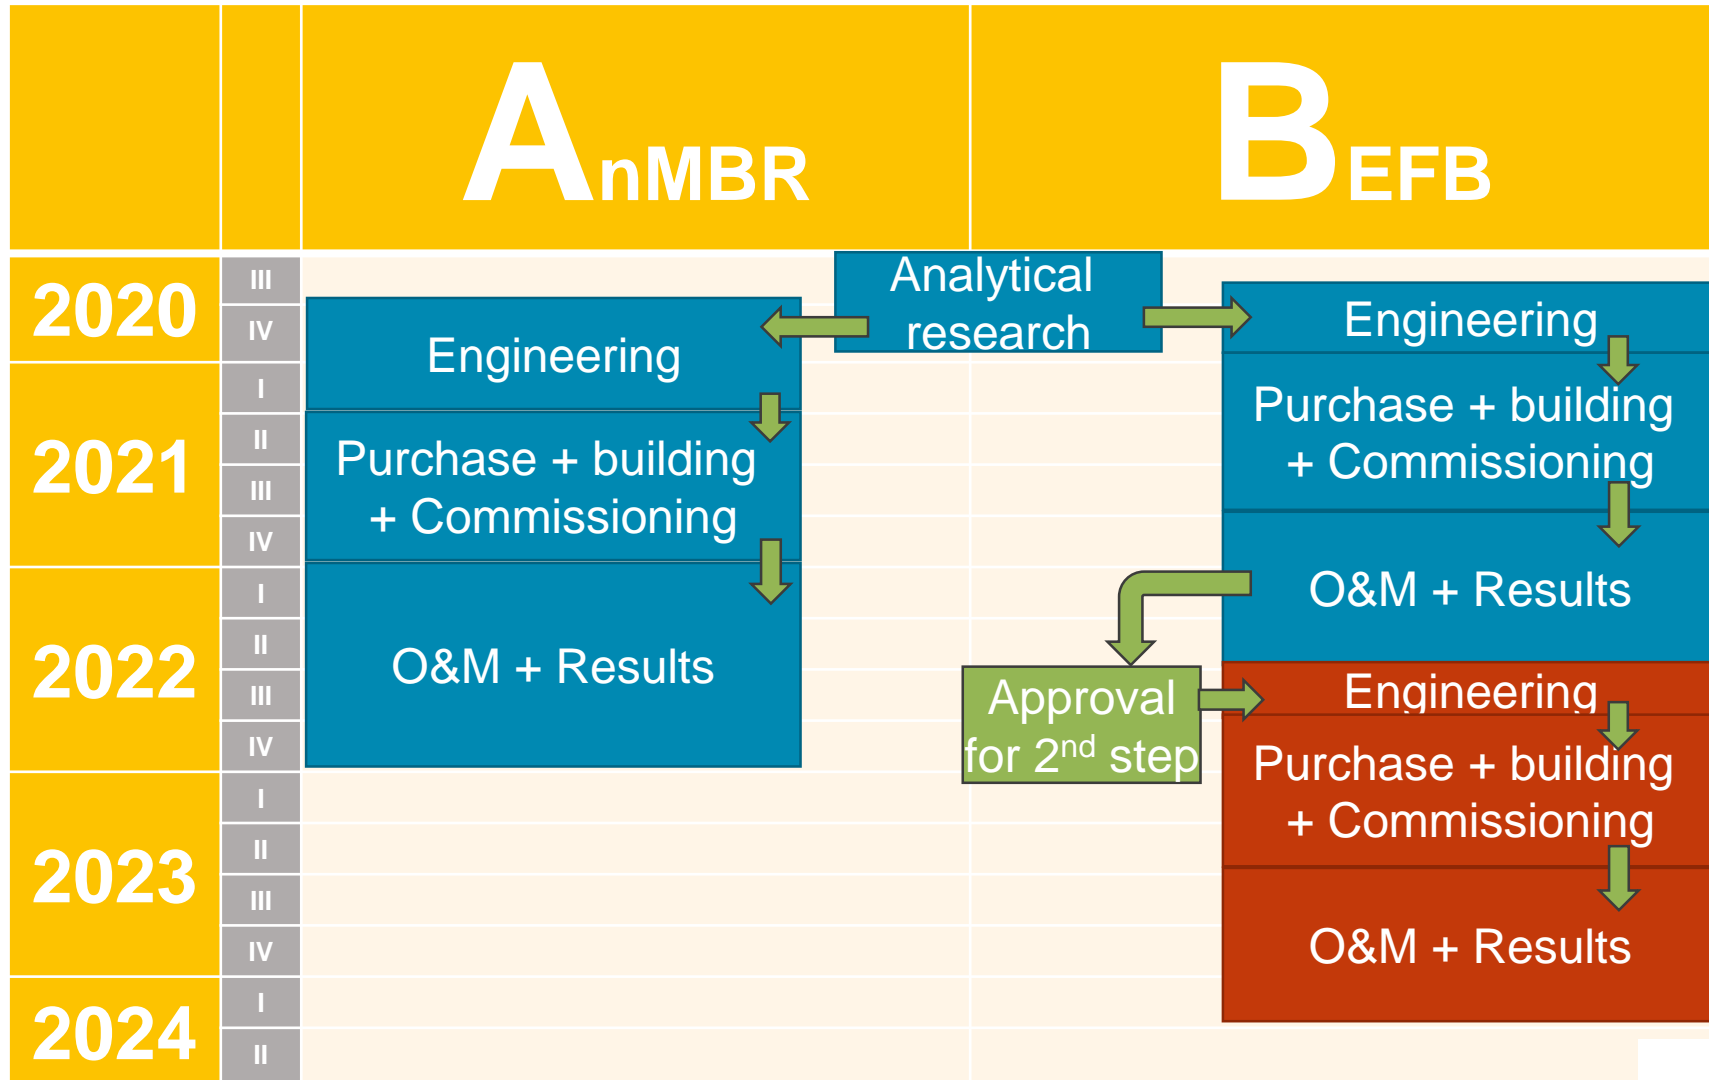 AnMBR
BEFB
2020
III
IV
2021
I
II
III
IV
2022
I
II
III
IV
2023
I
II
III
IV
2024
I
II
Analytical
research
Engineering
Purchase + building
+ Commissioning
O&M + Results
Engineering
Purchase + building
+ Commissioning
O&M + Results
Approval
for 2nd step
Engineering
Purchase + building
+ Commissioning
O&M + Results